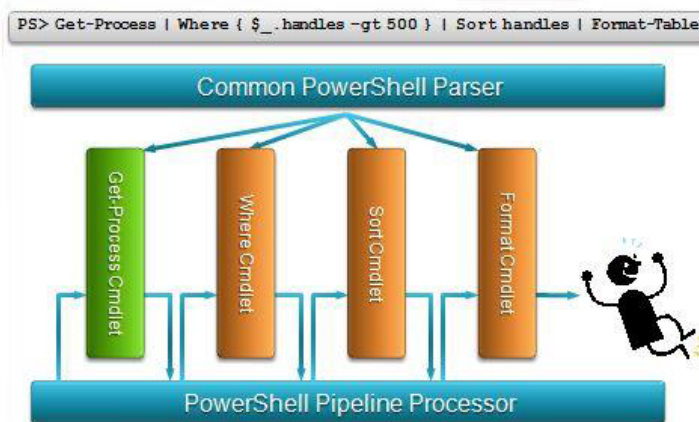 PS> Get-Process | Where { $_.handles -gt 500 } | Sort handles | Format-Table
Common PowerShell Parser
Get-Process Cmdlet
Where Cmdlet
Sort Cmdlet
Format Cmdlet
PowerShell Pipeline Processor